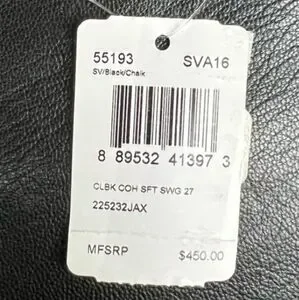 55193 SVA16
SV/Black/Chalk
8 89532 41397 3
CLBK COH SFT SWG 27
225232JAX
MFSRP $450.00